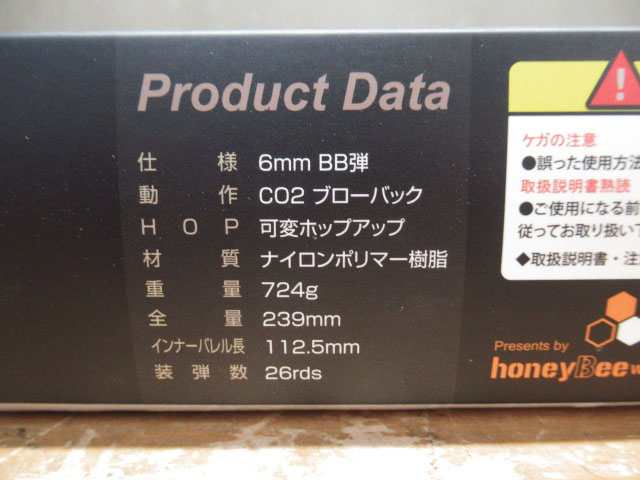 Product Data
仕様 6mm BB弾
動作 CO2 ブローバック
HOP 可変ホップアップ
材質 ナイロンポリマー樹脂
重量 724g
全量 239mm
インナーバレル長 112.5mm
装弾数 26rds
!
ケガの注意
●誤った使用方法
取扱説明書熟読
●ご使用になる前
従ってお取り扱い下
◆取扱説明書・注
Presents by
honeyBee